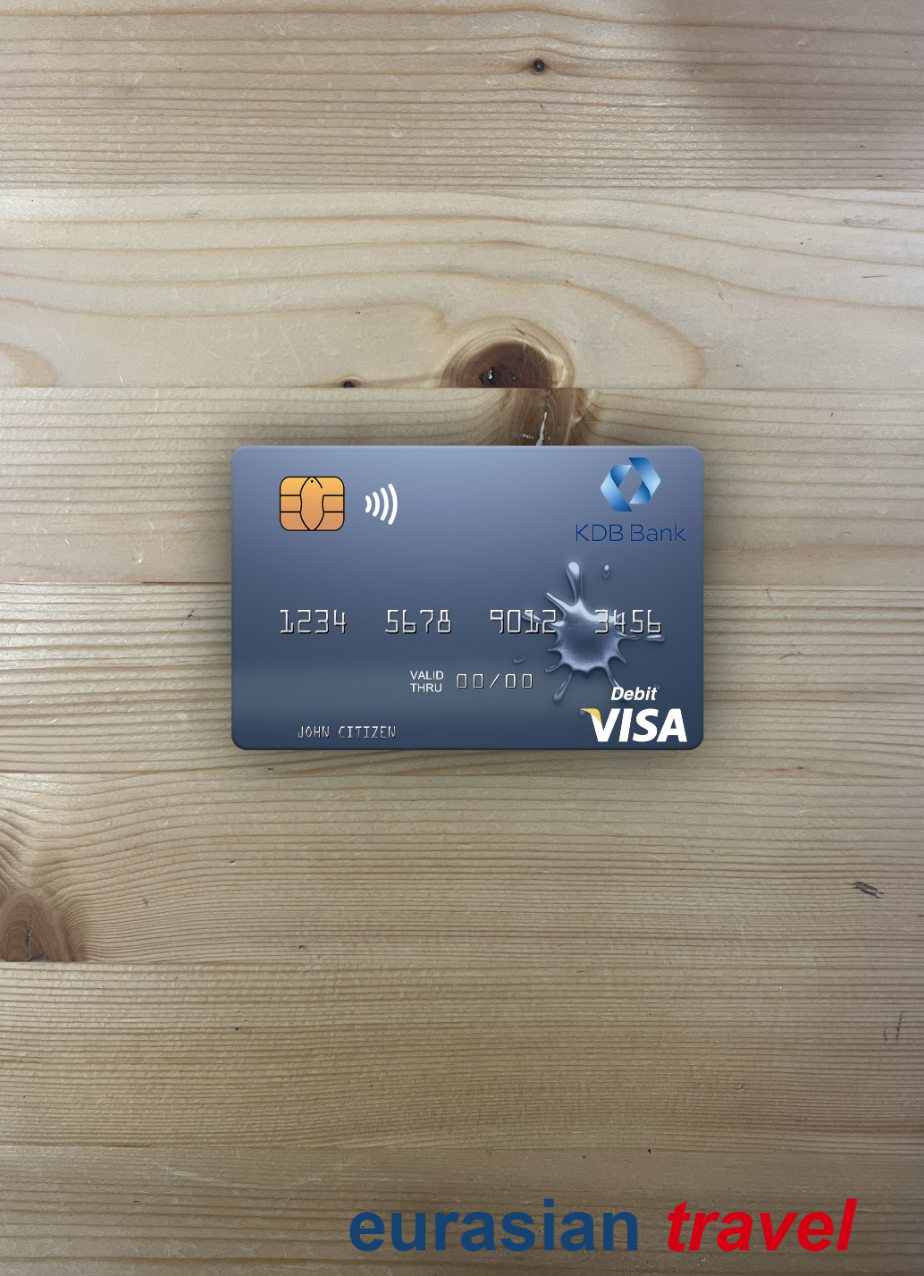 KDB Bank
1234 5678 9012 3456
VALID
THRU 00/00
Debit
JOHN CITIZEN
VISA
eurasian travel